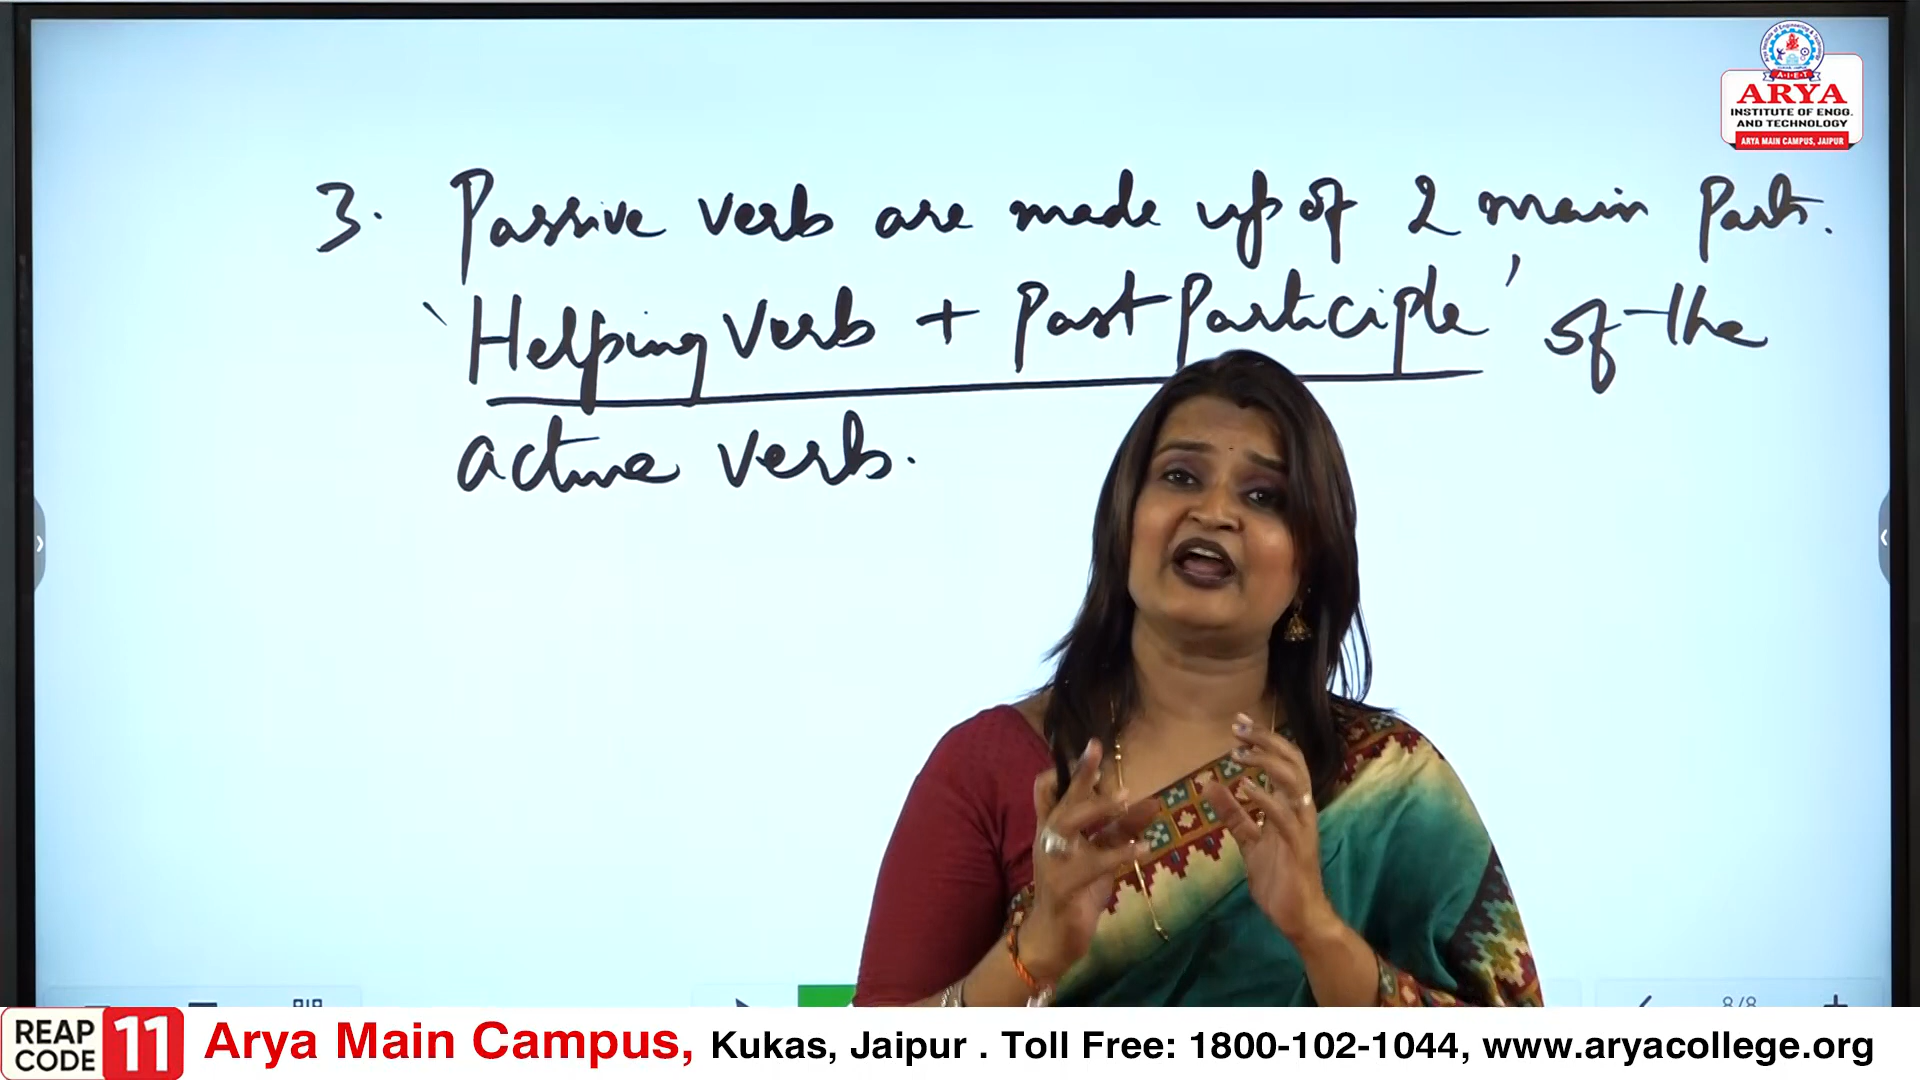 ARYA
INSTITUTE OF ENGG.
AND TECHNOLOGY
ARYA MAIN CAMPUS, JAIPUR
A·I·E·T
3. Passive verb are made up of 2 main Parts.
'Helping Verb + Past Participle' of the
active verb.
8/8
REAP
CODE
11
Arya Main Campus, Kukas, Jaipur . Toll Free: 1800-102-1044, www.aryacollege.org